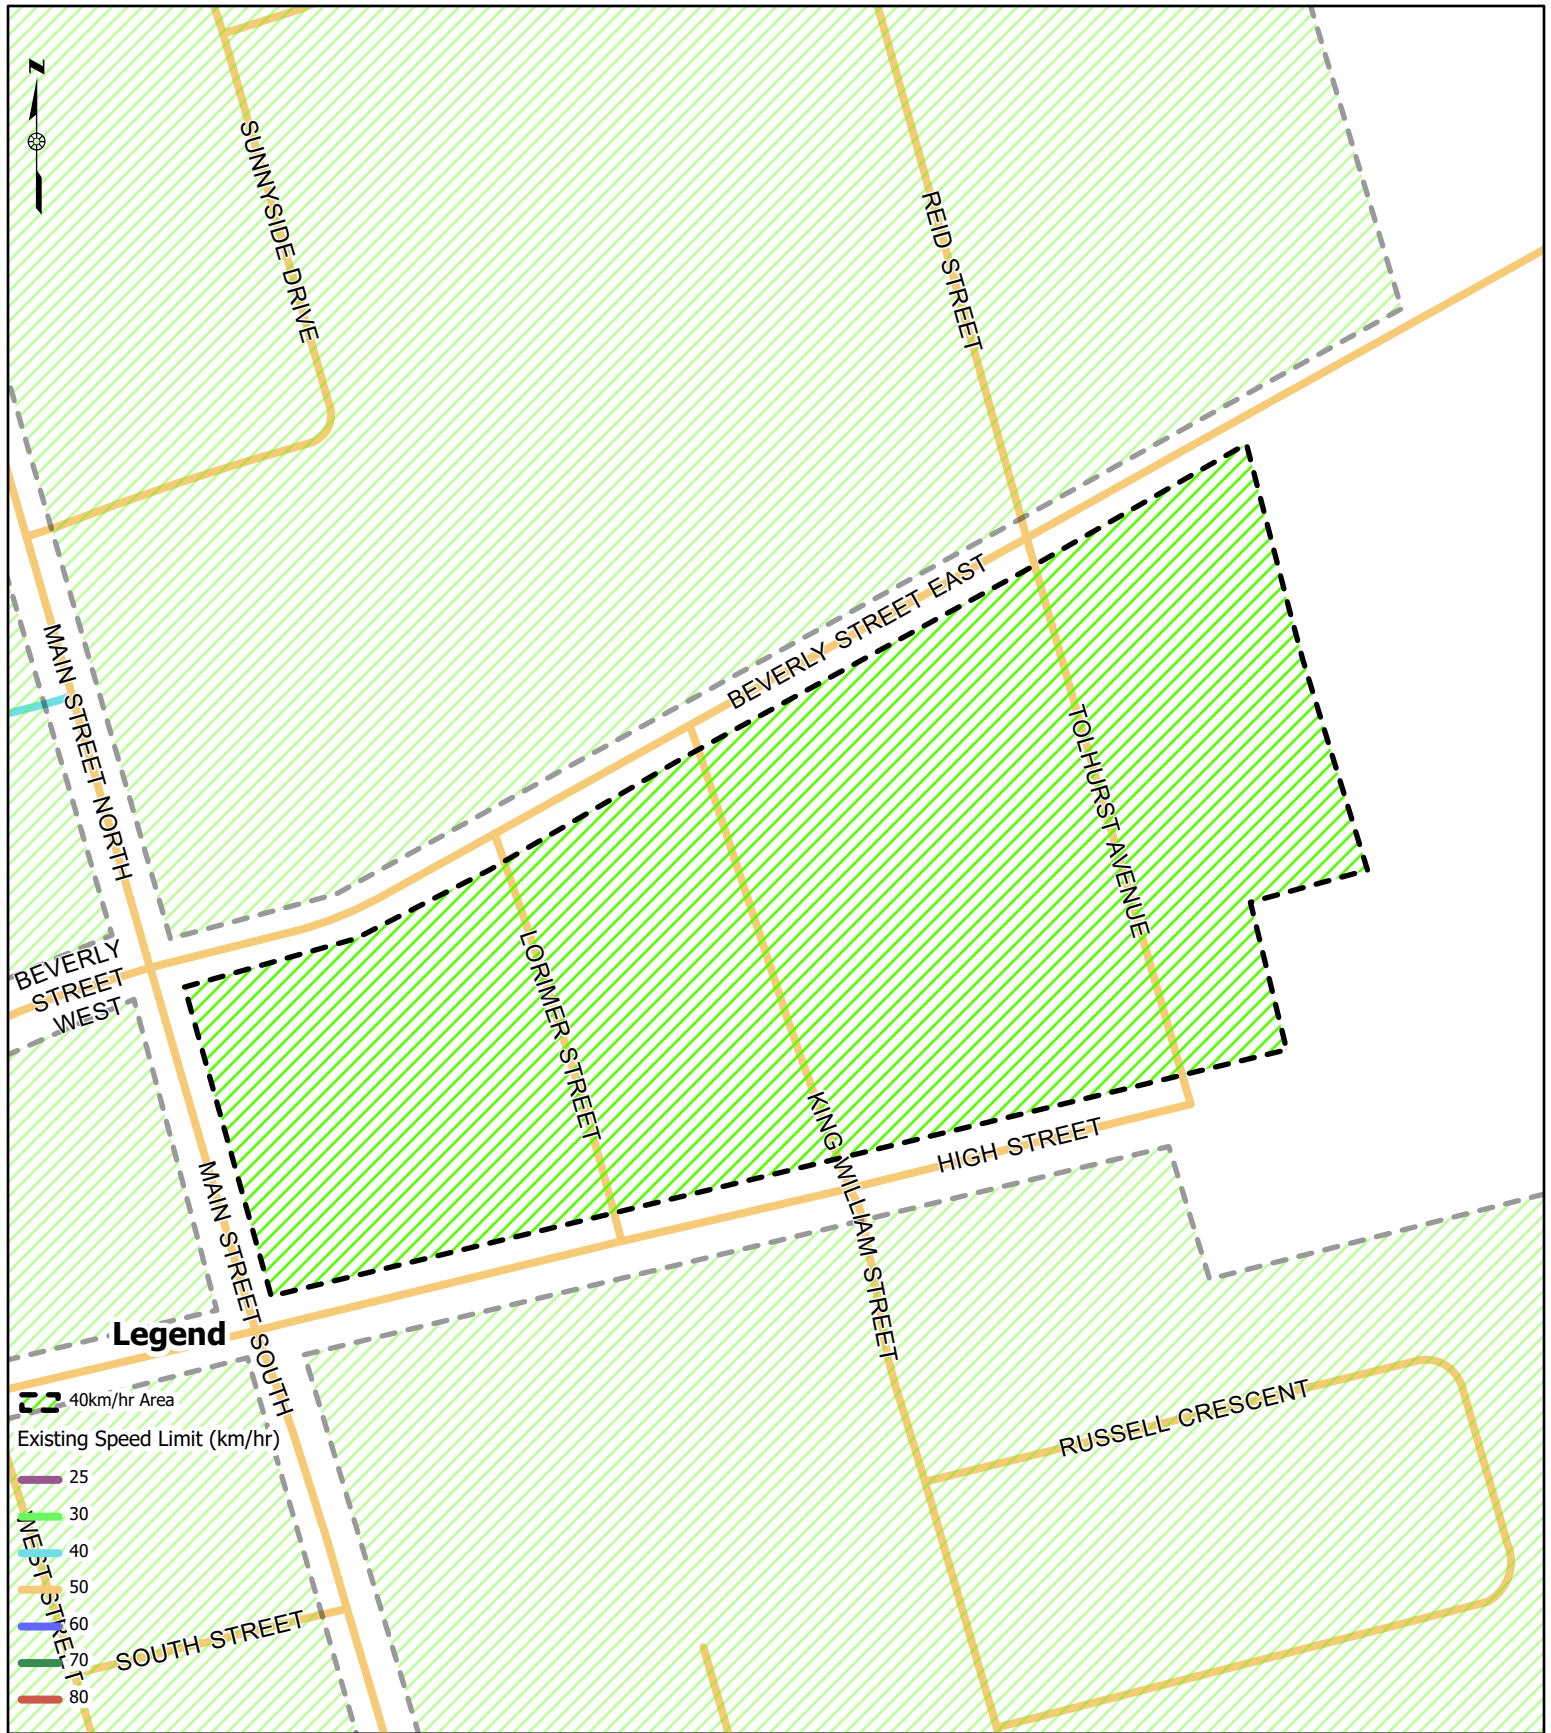 N
SUNNYSIDE DRIVE
REID STREET
BEVERLY STREET EAST
MAIN STREET NORTH
TOLHURST AVENUE
BEVERLY
STREET
WEST
LORIMER STREET
KING WILLIAM STREET
HIGH STREET
MAIN STREET SOUTH
RUSSELL CRESCENT
WEST STREET
SOUTH STREET
Legend
40km/hr Area
Existing Speed Limit (km/hr)
25
30
40
50
60
70
80